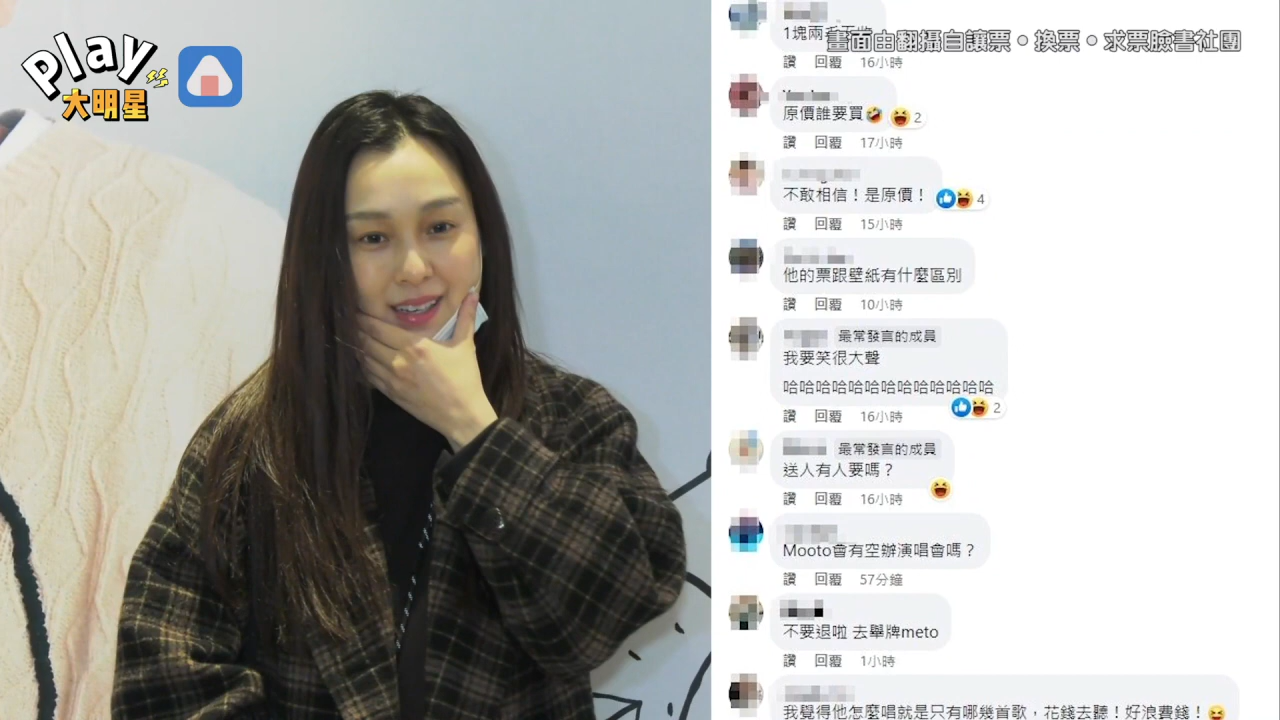 Play
大明星
畫面由翻攝自讓票•換票•求票臉書社團
1塊兩毛
讚 回覆 16小時
原價誰要買🤣
2
讚 回覆 17小時
不敢相信！是原價！
4
讚 回覆 15小時
他的票跟壁紙有什麼區別
讚 回覆 10小時
最常發言的成員
我要笑很大聲
哈哈哈哈哈哈哈哈哈哈哈哈哈
2
讚 回覆 16小時
最常發言的成員
送人有人要嗎？
讚 回覆 16小時
Mooto會有空辦演唱會嗎？
讚 回覆 57分鐘
不要退啦 去舉牌meto
讚 回覆 1小時
我覺得他怎麼唱就是只有哪幾首歌，花錢去聽！好浪費錢！😆